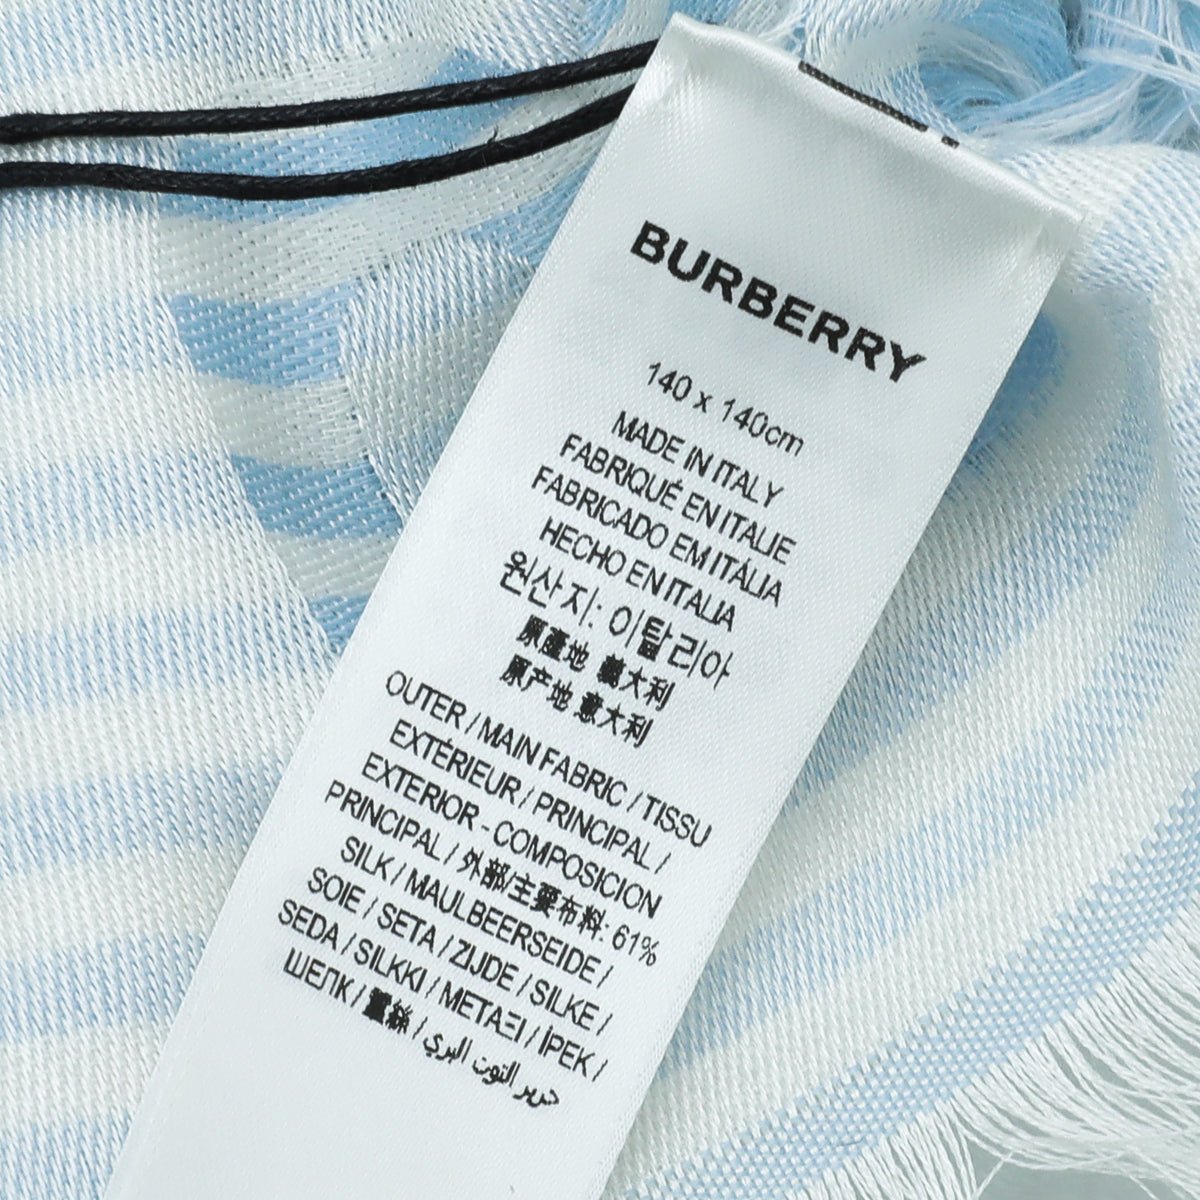 BURBERRY
140 x 140cm
MADE IN ITALY
FABRIQUÉ EN ITALIE
FABRICADO EM ITÁLIA
HECHO EN ITALIA
원산지: 이탈리아
原產地 義大利
原产地 意大利
OUTER / MAIN FABRIC / TISSU
EXTÉRIEUR / PRINCIPAL /
EXTERIOR - COMPOSICION
PRINCIPAL / 外部/主要布料: 61%
SILK / MAULBEERSEIDE /
SOIE / SETA / ZIJDE / SILKE /
SEDA / SILKKI / ΜΕΤΑΞΙ / İPEK /
ШЕЛК / 蠶絲 / حرير التوت البري